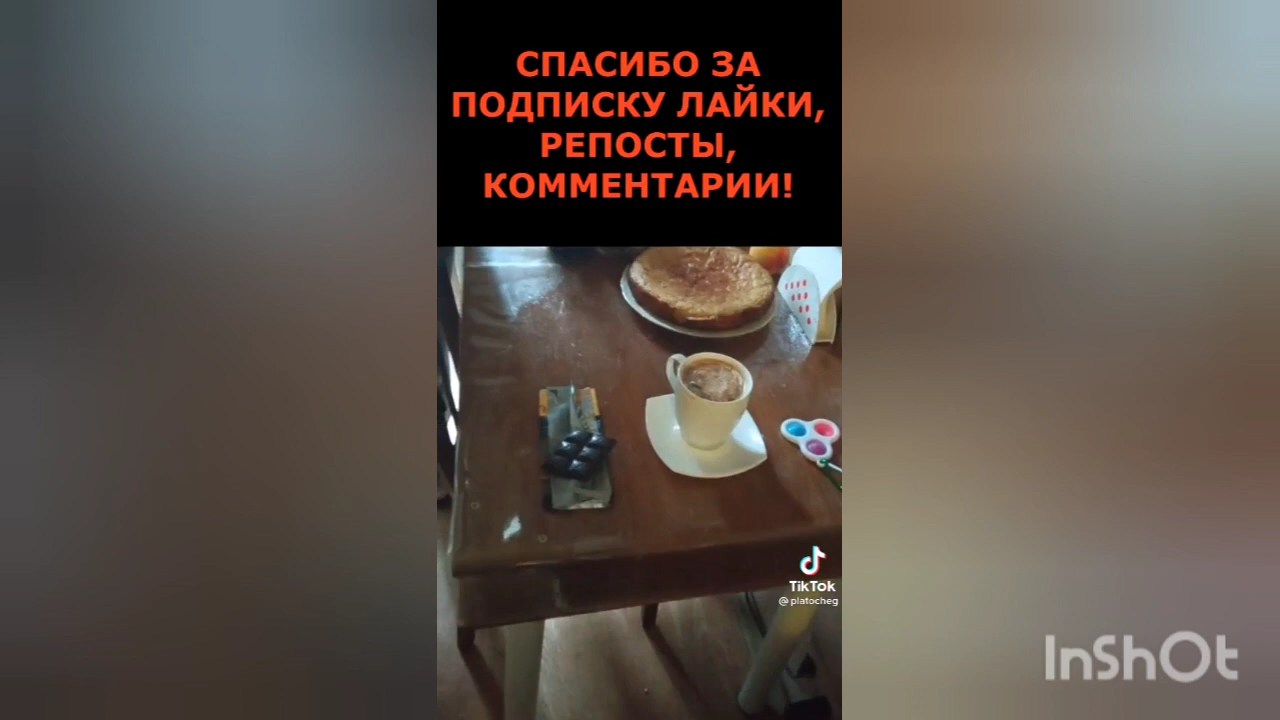 СПАСИБО ЗА
ПОДПИСКУ ЛАЙКИ,
РЕПОСТЫ,
КОММЕНТАРИИ!
TikTok
@platocheg
InShOt